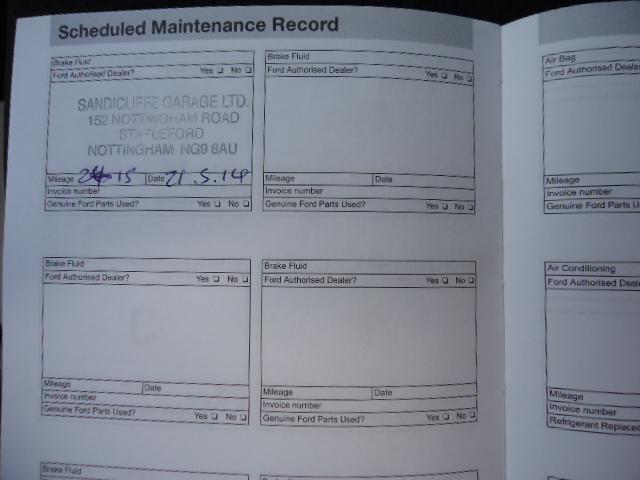 Scheduled Maintenance Record
Brake Fluid
Ford Authorised Dealer? Yes No
SANDICLIFFE GARAGE LTD.
152 NOTTINGHAM ROAD
STAPLEFORD
NOTTINGHAM NG9 8AU
Mileage 15 Date 21.5.14
Invoice number
Genuine Ford Parts Used? Yes No
Brake Fluid
Ford Authorised Dealer? Yes No
Mileage Date
Invoice number
Genuine Ford Parts Used? Yes No
Air Bag
Ford Authorised Deale
Mileage
Invoice number
Genuine Ford Parts U
Brake Fluid
Ford Authorised Dealer? Yes No
Mileage Date
Invoice number
Genuine Ford Parts Used? Yes No
Brake Fluid
Ford Authorised Dealer? Yes No
Mileage Date
Invoice number
Genuine Ford Parts Used? Yes No
Air Conditioning
Ford Authorised Dealer
Mileage
Invoice number
Refrigerant Replaced
Brake Fluid
Brake Fluid